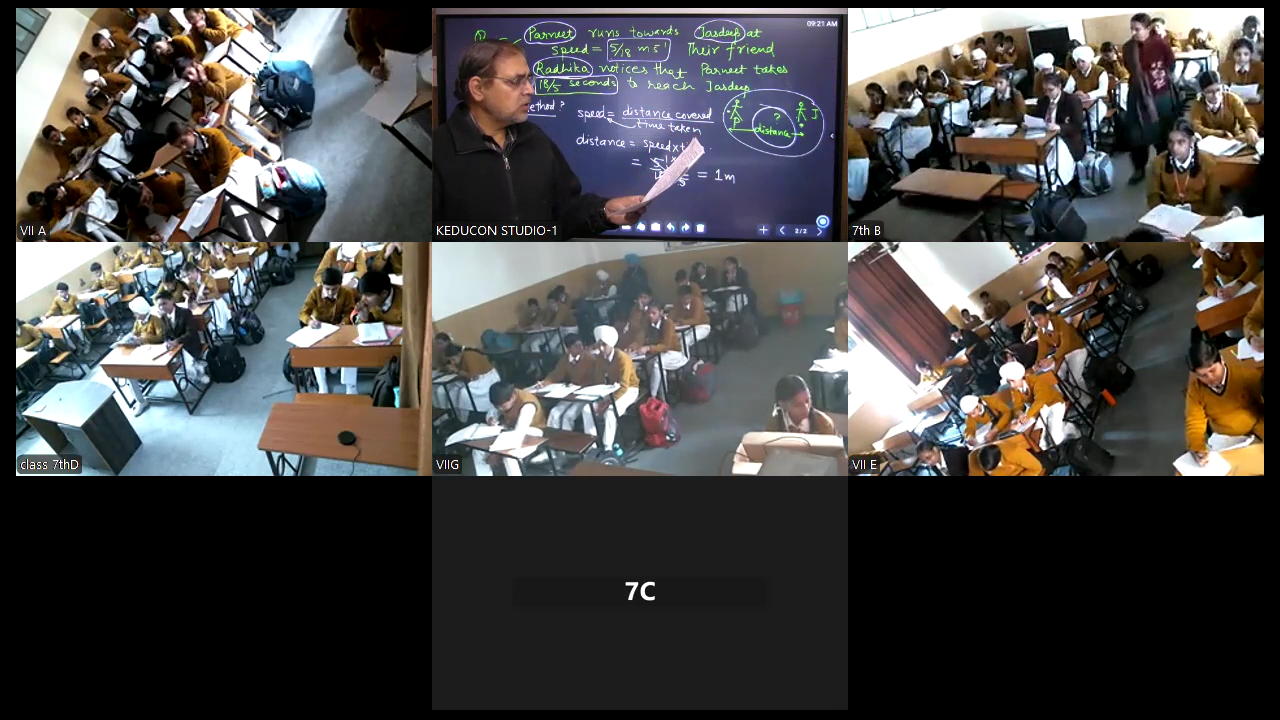 09:21 AM
Parneet runs towards Jasdeep at
speed = 5/18 ms⁻¹ Their friend
Radhika notices that Parneet takes
18/5 seconds to reach Jasdeep
method ?
speed = distance covered
time taken
? J
P distance
distance = speed x
=
= 1m
2/2
VII A
KEDUCON STUDIO-1
7th B
class 7thD
VIIG
VII E
7C